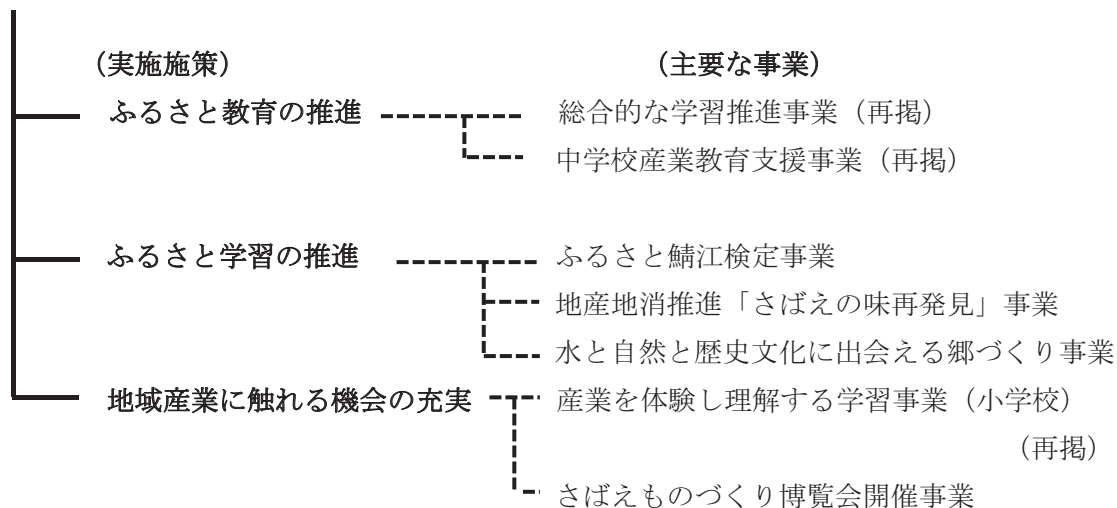 (実施施策) (主要な事業)
ふるさと教育の推進 総合的な学習推進事業(再掲)
中学校産業教育支援事業(再掲)
ふるさと学習の推進 ふるさと鯖江検定事業
地産地消推進「さばえの味再発見」事業
水と自然と歴史文化に出会える郷づくり事業
地域産業に触れる機会の充実 産業を体験し理解する学習事業(小学校)
(再掲)
さばえものづくり博覧会開催事業